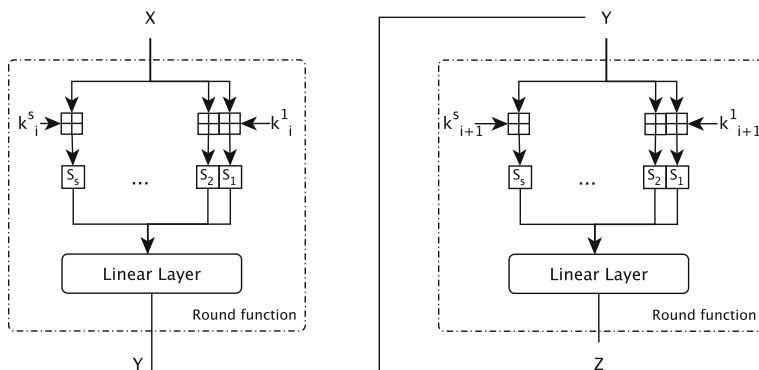 X
k^s_i
k^1_i
S_s
...
S_2
S_1
Linear Layer
Round function
Y
Y
k^s_{i+1}
k^1_{i+1}
S_s
...
S_2
S_1
Linear Layer
Round function
Z